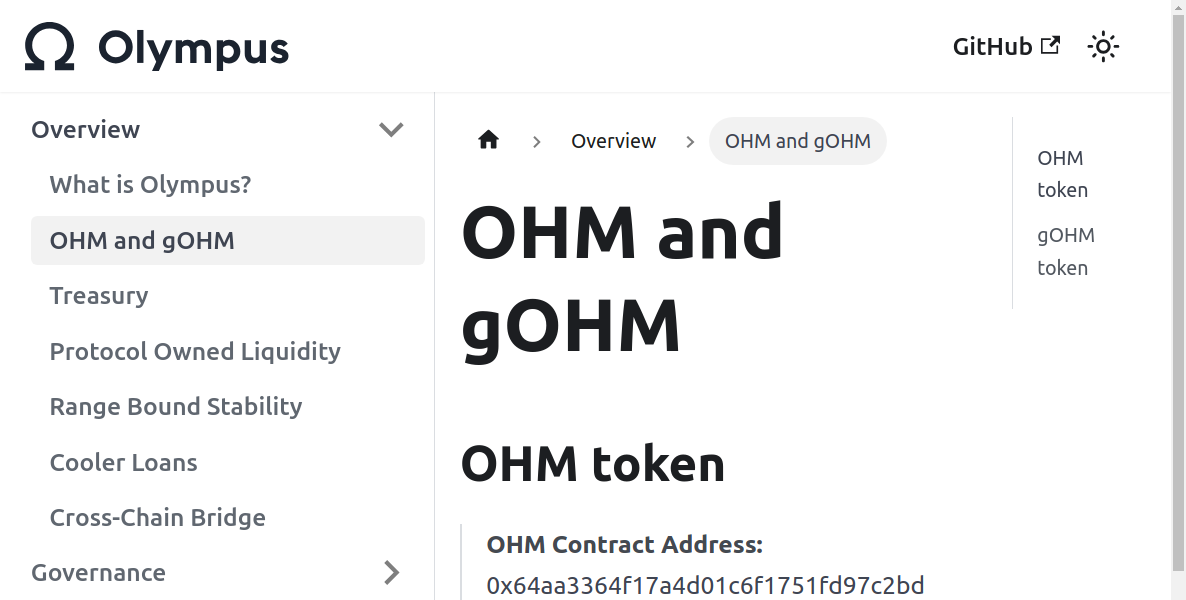 Olympus
GitHub
Overview
What is Olympus?
OHM and gOHM
Treasury
Protocol Owned Liquidity
Range Bound Stability
Cooler Loans
Cross-Chain Bridge
Governance
Overview
OHM and gOHM
OHM and
gOHM
OHM token
OHM Contract Address:
0x64aa3364f17a4d01c6f1751fd97c2bd
OHM
token
gOHM
token